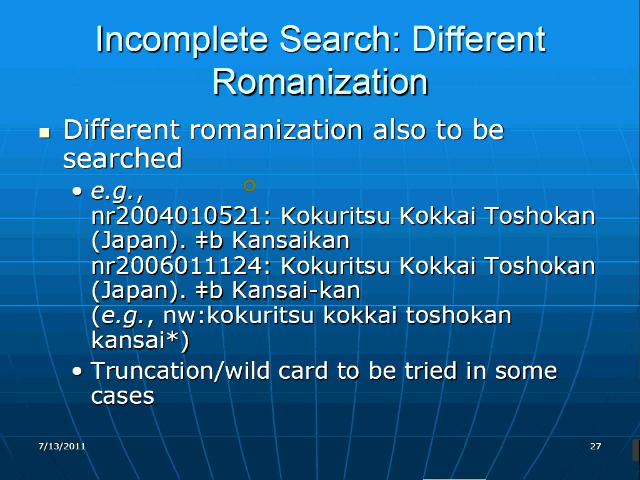 Incomplete Search: Different
Romanization
Different romanization also to be
searched
• e.g.,
nr2004010521: Kokuritsu Kokkai Toshokan
(Japan). ǂb Kansaikan
nr2006011124: Kokuritsu Kokkai Toshokan
(Japan). ǂb Kansai-kan
(e.g., nw:kokuritsu kokkai toshokan
kansai*)
• Truncation/wild card to be tried in some
cases
7/13/2011
27